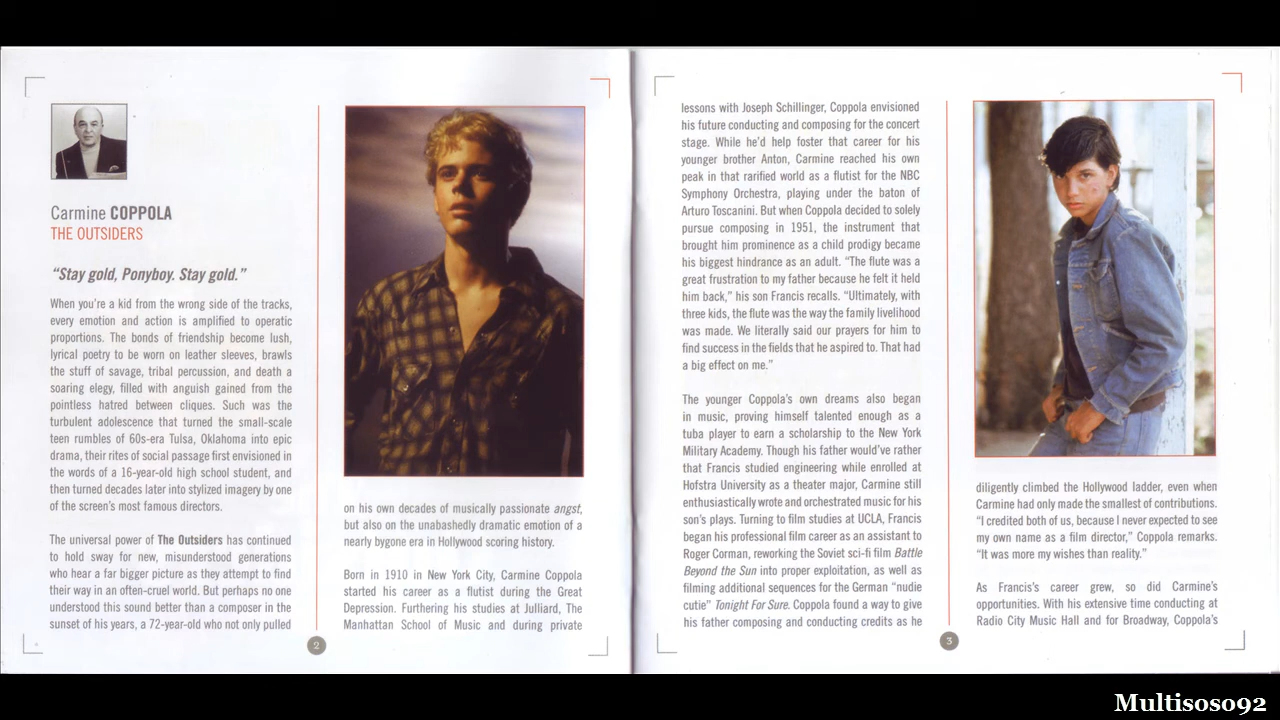 Carmine COPPOLA
THE OUTSIDERS
“Stay gold, Ponyboy. Stay gold.”
When you’re a kid from the wrong side of the tracks,
every emotion and action is amplified to operatic
proportions. The bonds of friendship become lush,
lyrical poetry to be worn on leather sleeves, brawls
the stuff of savage, tribal percussion, and death a
soaring elegy, filled with anguish gained from the
pointless hatred between cliques. Such was the
turbulent adolescence that turned the small-scale
teen rumbles of 60s-era Tulsa, Oklahoma into epic
drama, their rites of social passage first envisioned in
the words of a 16-year-old high school student, and
then turned decades later into stylized imagery by one
of the screen’s most famous directors.
The universal power of The Outsiders has continued
to hold sway for new, misunderstood generations
who hear a far bigger picture as they attempt to find
their way in an often-cruel world. But perhaps no one
understood this sound better than a composer in the
sunset of his years, a 72-year-old who not only pulled
on his own decades of musically passionate angst,
but also on the unabashedly dramatic emotion of a
nearly bygone era in Hollywood scoring history.
Born in 1910 in New York City, Carmine Coppola
started his career as a flutist during the Great
Depression. Furthing his studies at Julliard, The
Manhattan School of Music and during private
2
lessons with Joseph Schillinger, Coppola envisioned
his future conducting and composing for the concert
stage. While he’d help foster that career for his
younger brother Anton, Carmine reached his own
peak in that rarified world as a flutist for the NBC
Symphony Orchestra, playing under the baton of
Arturo Toscanini. But when Coppola decided to solely
pursue composing in 1951, the instrument that
brought him prominence as a child prodigy became
his biggest hindrance as an adult. “The flute was a
great frustration to my father because he felt it held
him back,” his son Francis recalls. “Ultimately, with
three kids, the flute was the way the family livelihood
was made. We literally said our prayers for him to
find success in the fields that he aspired to. That had
a big effect on me.”
The younger Coppola’s own dreams also began
in music, proving himself talented enough as a
tuba player to earn a scholarship to the New York
Military Academy. Though his father would’ve rather
that Francis studied engineering while enrolled at
Hofstra University as a theater major, Carmine still
enthusiastically wrote and orchestrated music for his
son’s plays. Turning to film studies at UCLA, Francis
began his professional film career as an assistant to
Roger Corman, reworking the Soviet sci-fi film Battle
Beyond the Sun into proper exploitation, as well as
filming additional sequences for the German “nudie
cutie” Tonight For Sure. Coppola found a way to give
his father composing and conducting credits as he
diligently climbed the Hollywood ladder, even when
Carmine had only made the smallest of contributions.
“I credited both of us, because I never expected to see
my own name as a film director,” Coppola remarks.
“It was more my wishes than reality.”
As Francis’s career grew, so did Carmine’s
opportunities. With his extensive time conducting at
Radio City Music Hall and for Broadway, Coppola’s
3
Multisoso92